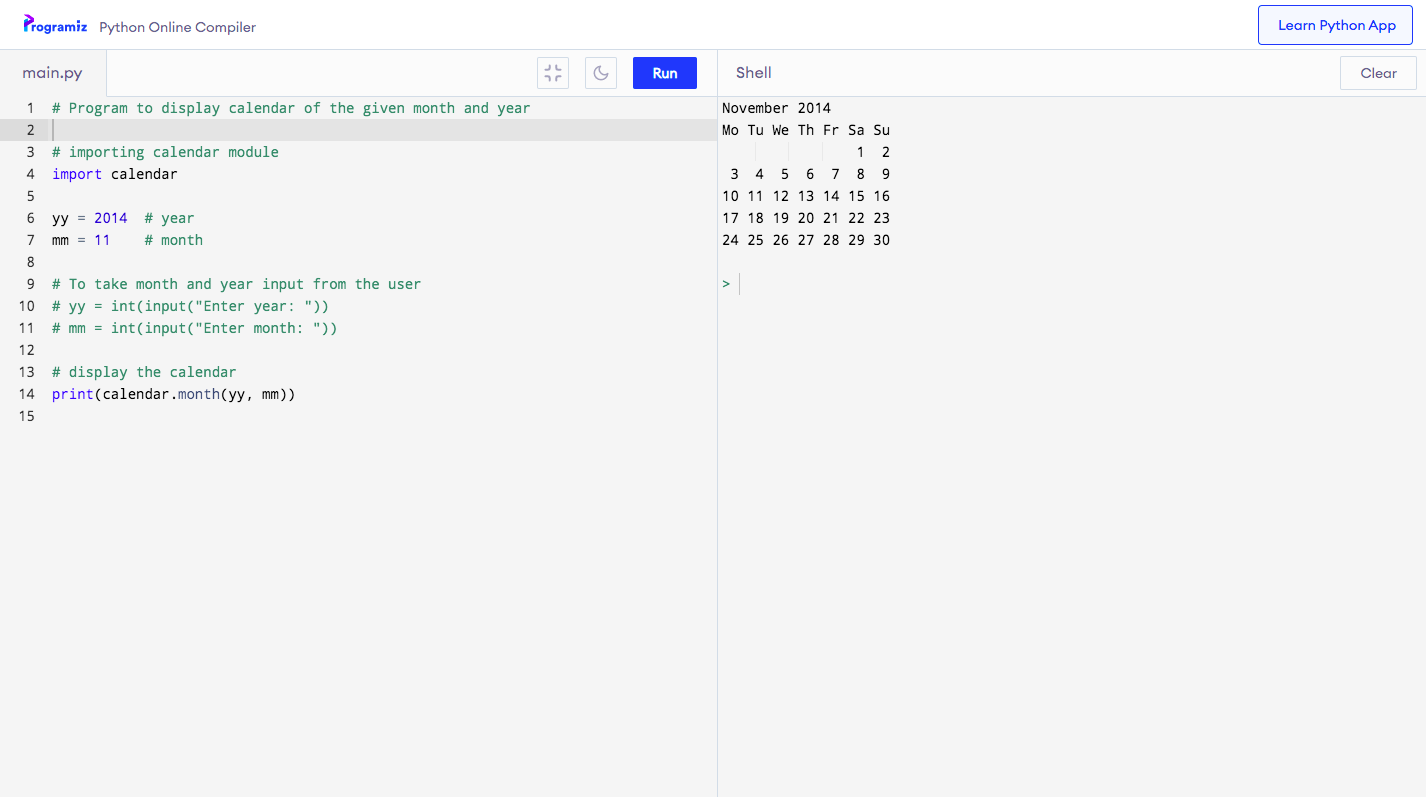 Programiz Python Online Compiler
Learn Python App
main.py
Run
Shell
Clear
1 # Program to display calendar of the given month and year
2
3 # importing calendar module
4 import calendar
5
6 yy = 2014  # year
7 mm = 11    # month
8
9 # To take month and year input from the user
10 # yy = int(input("Enter year: "))
11 # mm = int(input("Enter month: "))
12
13 # display the calendar
14 print(calendar.month(yy, mm))
15
November 2014
Mo Tu We Th Fr Sa Su
                1  2
 3  4  5  6  7  8  9
10 11 12 13 14 15 16
17 18 19 20 21 22 23
24 25 26 27 28 29 30
>